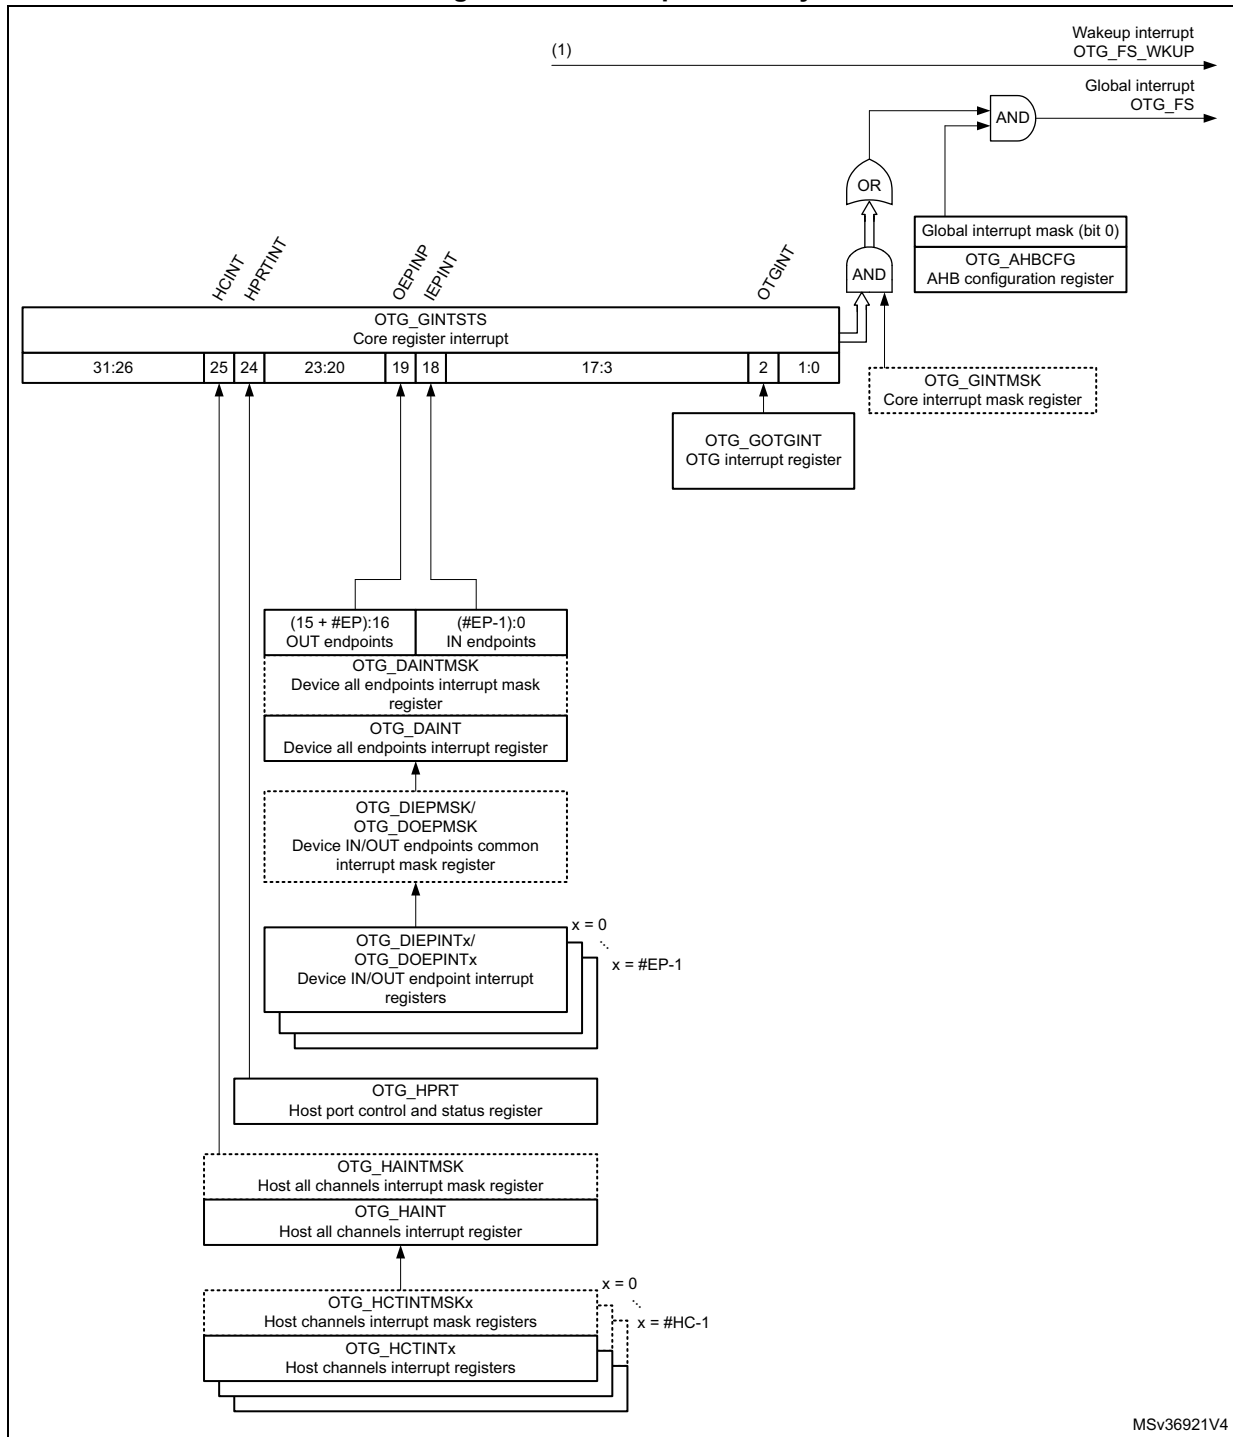 (1)
Wakeup interrupt
OTG_FS_WKUP
Global interrupt
OTG_FS
AND
OR
AND
Global interrupt mask (bit 0)
OTG_AHBCFG
AHB configuration register
HCINT
HPRTINT
OEPINP
IEPINT
OTGINT
OTG_GINTSTS
Core register interrupt
31:26
25
24
23:20
19
18
17:3
2
1:0
OTG_GINTMSK
Core interrupt mask register
OTG_GOTGINT
OTG interrupt register
(15 + #EP):16
OUT endpoints
(#EP-1):0
IN endpoints
OTG_DAINTMSK
Device all endpoints interrupt mask
register
OTG_DAINT
Device all endpoints interrupt register
OTG_DIEPMSK/
OTG_DOEPMSK
Device IN/OUT endpoints common
interrupt mask register
x = 0
OTG_DIEPINTx/
OTG_DOEPINTx
Device IN/OUT endpoint interrupt
registers
x = #EP-1
OTG_HPRT
Host port control and status register
OTG_HAINTMSK
Host all channels interrupt mask register
OTG_HAINT
Host all channels interrupt register
x = 0
OTG_HCTINTMSKx
Host channels interrupt mask registers
x = #HC-1
OTG_HCTINTx
Host channels interrupt registers
MSv36921V4